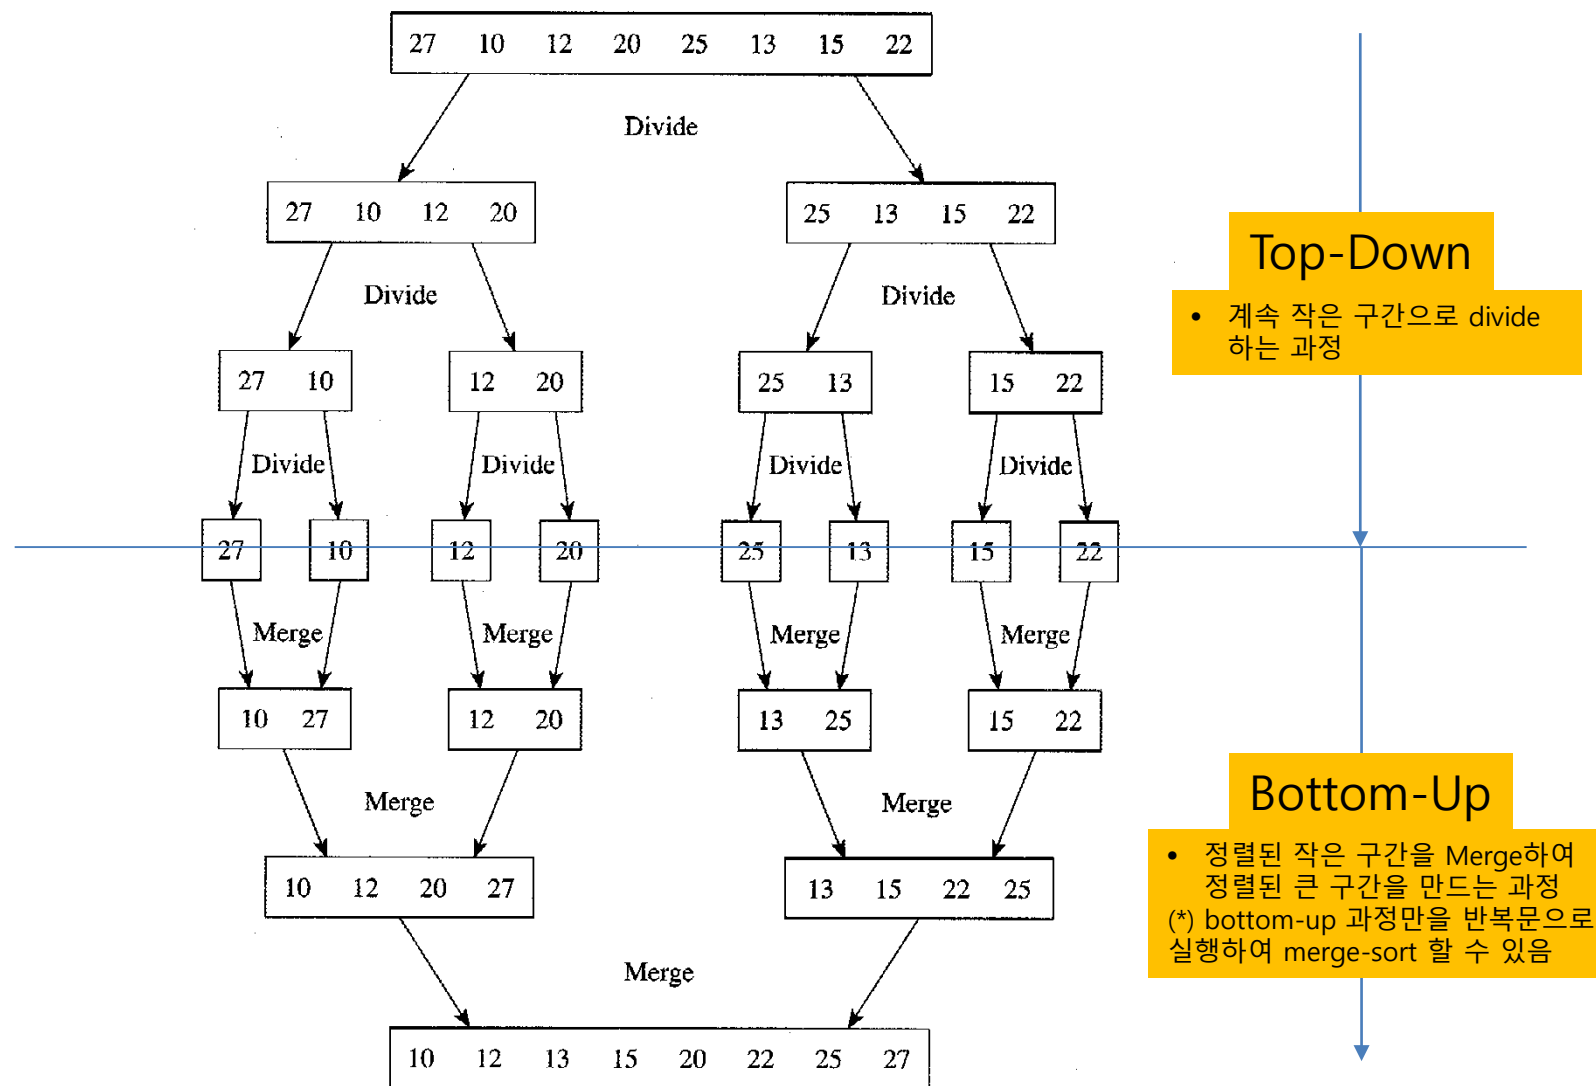 27 10 12 20 25 13 15 22
Divide
27 10 12 20
25 13 15 22
Top-Down
Divide
Divide
• 계속 작은 구간으로 divide
하는 과정
27 10
12 20
25 13
15 22
Divide
Divide
Divide
Divide
27
10
12
20
25
13
15
22
Merge
Merge
Merge
Merge
10 27
12 20
13 25
15 22
Merge
Merge
Bottom-Up
• 정렬된 작은 구간을 Merge하여
정렬된 큰 구간을 만드는 과정
(*) bottom-up 과정만을 반복문으로
실행하여 merge-sort 할 수 있음
10 12 20 27
13 15 22 25
Merge
10 12 13 15 20 22 25 27